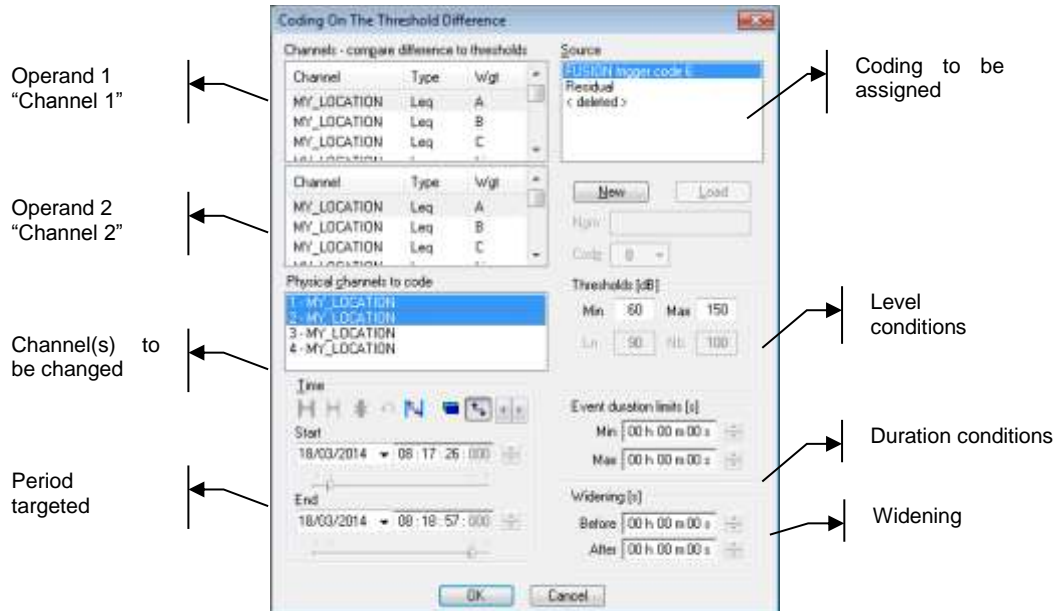 Coding On The Threshold Difference
Operand 1
"Channel 1"
Operand 2
"Channel 2"
Channel(s) to
be changed
Period
targeted
Channels - compare difference to thresholds
Channel Type Wgt
MY_LOCATION Leq A
MY_LOCATION Leq B
MY_LOCATION Leq C
Channel Type Wgt
MY_LOCATION Leq A
MY_LOCATION Leq B
MY_LOCATION Leq C
Physical channels to code
1 - MY_LOCATION
2 - MY_LOCATION
3 - MY_LOCATION
4 - MY_LOCATION
Time
Start
18/03/2014 08:17:26:000
End
18/03/2014 08:18:57:000
OK Cancel
Source
FUSION trigger code 6
Residual
< deleted >
New Load
Code 0
Thresholds [dB]
Min 60 Max 150
Ln 90 Nb 100
Event duration limits [s]
Min 00 h 00 m 00 s
Max 00 h 00 m 00 s
Widening [s]
Before 00 h 00 m 00 s
After 00 h 00 m 00 s
Coding to be
assigned
Level
conditions
Duration conditions
Widening